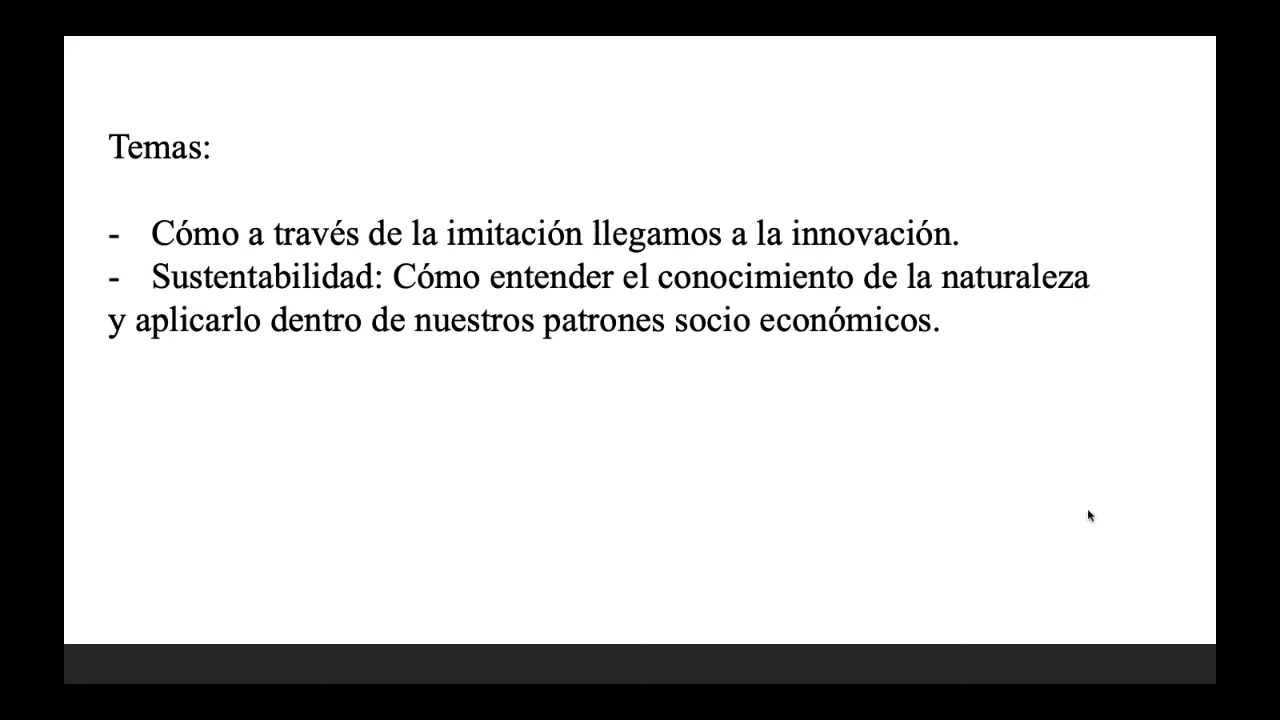 Temas:
- Cómo a través de la imitación llegamos a la innovación.
- Sustentabilidad: Cómo entender el conocimiento de la naturaleza
y aplicarlo dentro de nuestros patrones socio económicos.